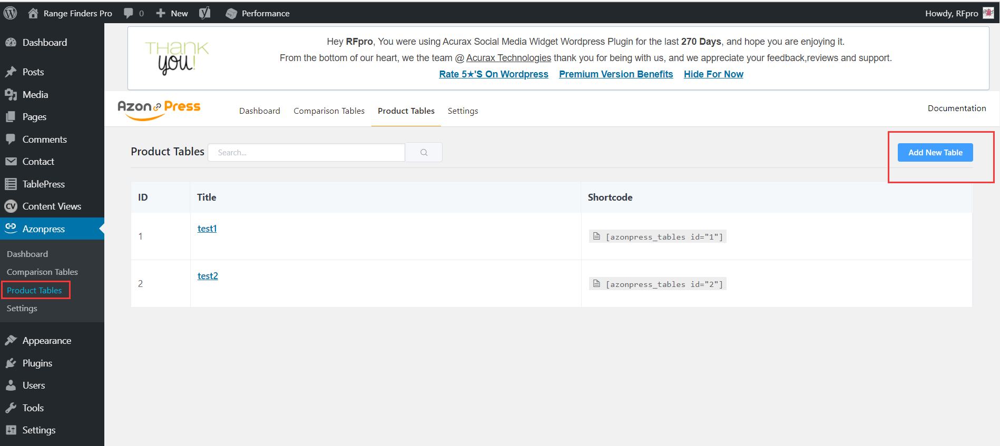 Range Finders Pro 0 New Performance Howdy, RFpro
Dashboard
Posts
Media
Pages
Comments
Contact
TablePress
CV Content Views
Azonpress
Dashboard
Comparison Tables
Product Tables
Settings
Appearance
Plugins
Users
Tools
Settings
THANK
you!
Hey RFpro, You were using Acurax Social Media Widget Wordpress Plugin for the last 270 Days, and hope you are enjoying it.
From the bottom of our heart, we the team @ Acurax Technologies thank you for being with us, and we appreciate your feedback,reviews and support.
Rate 5★'S On Wordpress Premium Version Benefits Hide For Now
Azon Press Dashboard Comparison Tables Product Tables Settings Documentation
Product Tables Search... Add New Table
ID Title Shortcode
1 test1 [azonpress_tables id="1"]
2 test2 [azonpress_tables id="2"]